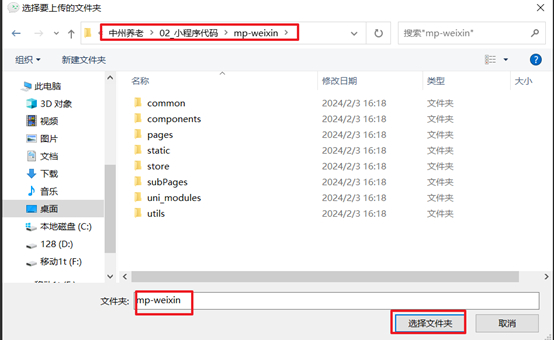 选择要上传的文件夹
中州养老 › 02_小程序代码 › mp-weixin ›
搜索"mp-weixin"
组织 新建文件夹
名称 修改日期 类型 大小
此电脑
3D 对象
视频
图片
文档
下载
音乐
桌面
本地磁盘 (C:)
128 (D:)
移动1t (F:)
common 2024/2/3 16:18 文件夹
components 2024/2/3 16:18 文件夹
pages 2024/2/3 16:18 文件夹
static 2024/2/3 16:18 文件夹
store 2024/2/3 16:18 文件夹
subPages 2024/2/3 16:18 文件夹
uni_modules 2024/2/3 16:18 文件夹
utils 2024/2/3 16:18 文件夹
文件夹: mp-weixin
选择文件夹 取消